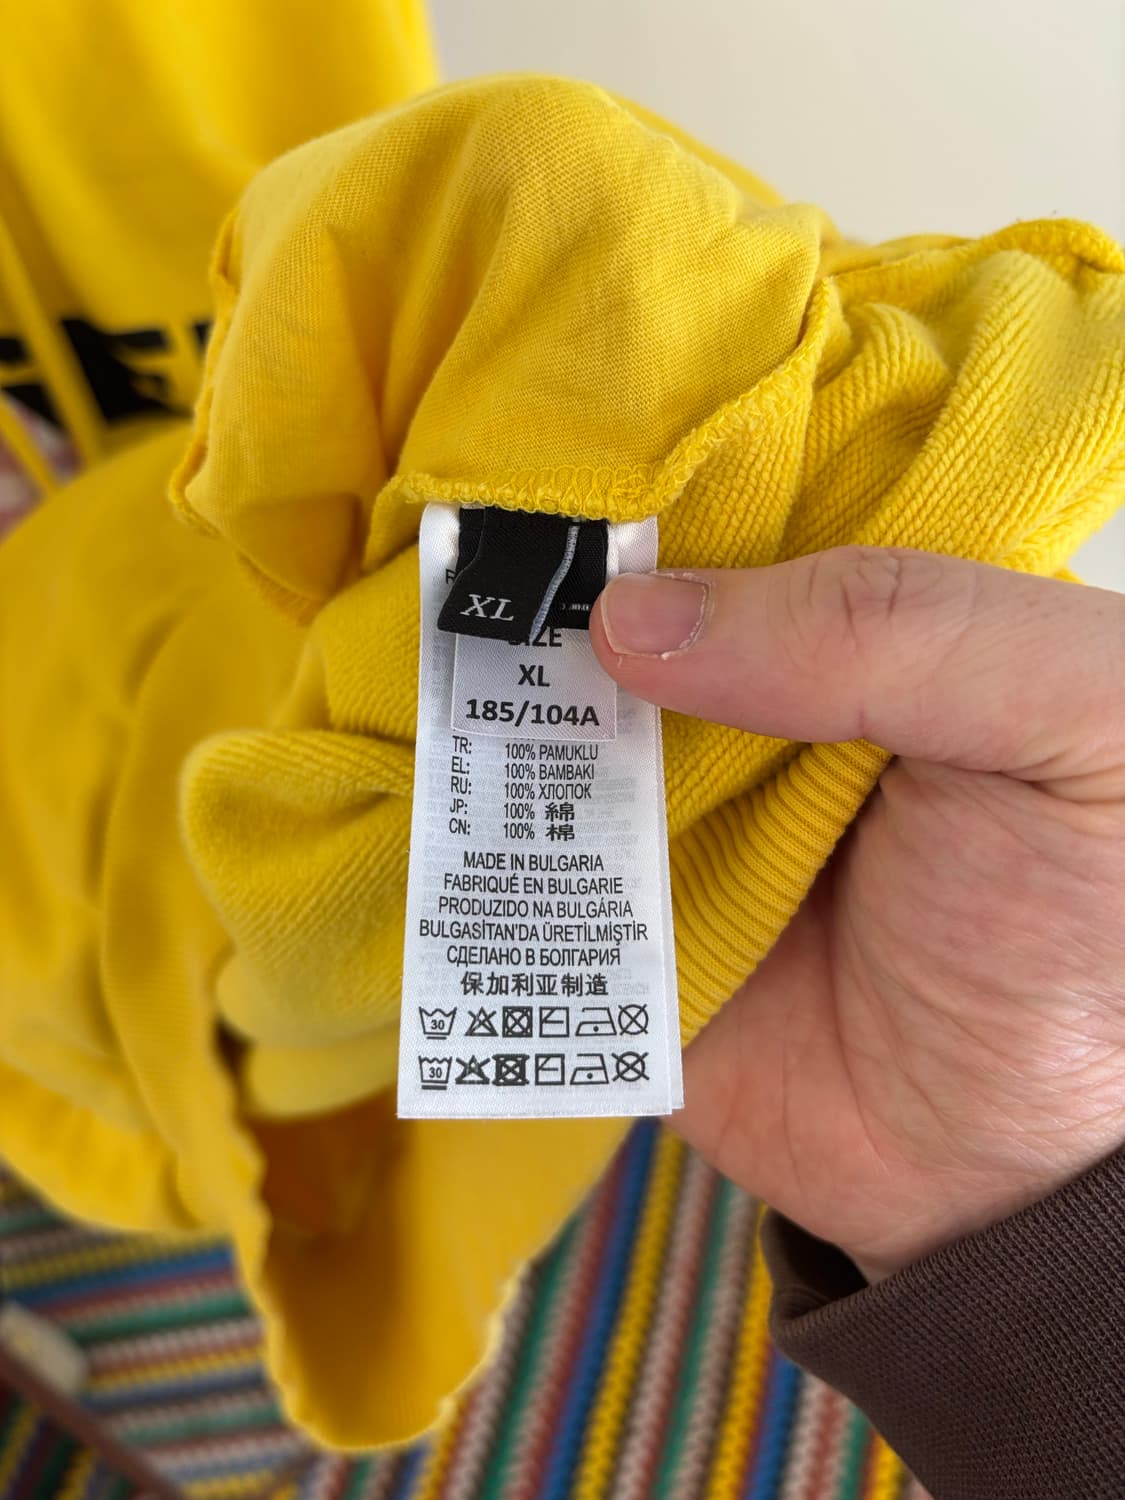 XL
SIZE
XL
185/104A
TR: 100% PAMUKLU
EL: 100% BAMBAKI
RU: 100% ХЛОПОК
JP: 100% 綿
CN: 100% 棉
MADE IN BULGARIA
FABRIQUÉ EN BULGARIE
PRODUZIDO NA BULGÁRIA
BULGASİTAN'DA ÜRETİLMİŞTİR
СДЕЛАНО В БОЛГАРИЯ
保加利亚制造
30
30